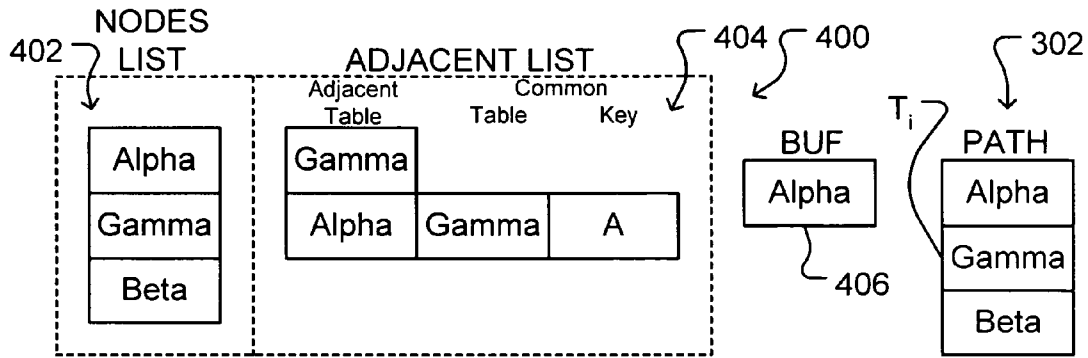 NODES LIST
402
ADJACENT LIST
404
400
302
Adjacent Table
Common
Table Key
BUF
T_i
PATH
Alpha Gamma Alpha Alpha
Gamma Alpha Gamma A Gamma
Beta
406
Beta